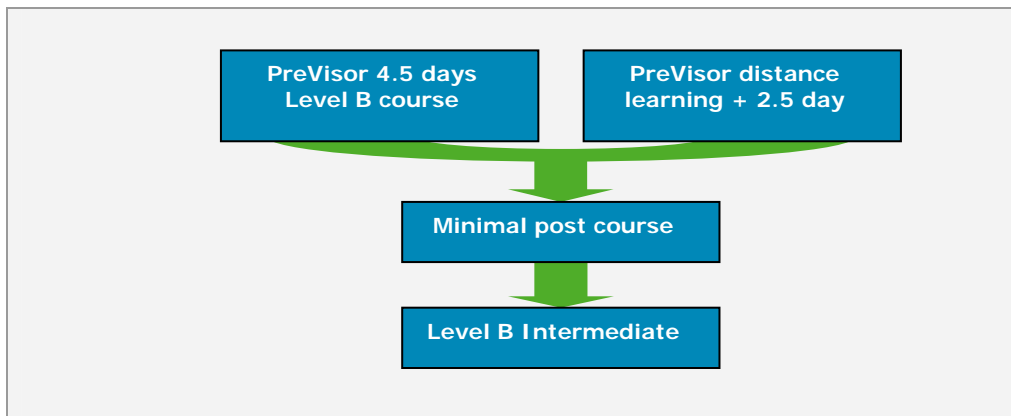 PreVisor 4.5 days
Level B course
PreVisor distance
learning + 2.5 day
Minimal post course
Level B Intermediate